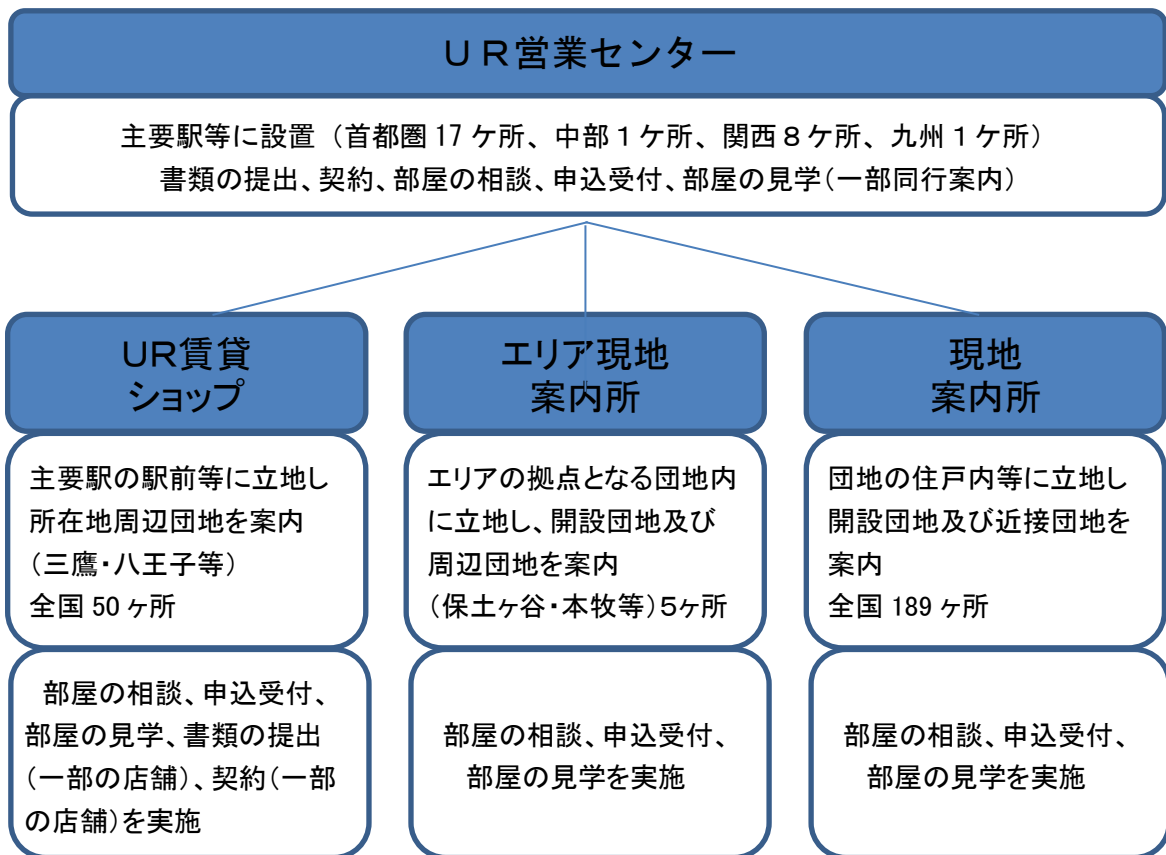 UR営業センター
主要駅等に設置（首都圏17ケ所、中部１ケ所、関西８ケ所、九州１ケ所）
書類の提出、契約、部屋の相談、申込受付、部屋の見学（一部同行案内）
UR賃貸
ショップ
主要駅の駅前等に立地し
所在地周辺団地を案内
（三鷹・八王子等）
全国50ヶ所
部屋の相談、申込受付、
部屋の見学、書類の提出
（一部の店舗）、契約（一部
の店舗）を実施
エリア現地
案内所
エリアの拠点となる団地内
に立地し、開設団地及び
周辺団地を案内
（保土ヶ谷・本牧等）5ヶ所
部屋の相談、申込受付、
部屋の見学を実施
現地
案内所
団地の住戸内等に立地し
開設団地及び近接団地を
案内
全国189ヶ所
部屋の相談、申込受付、
部屋の見学を実施